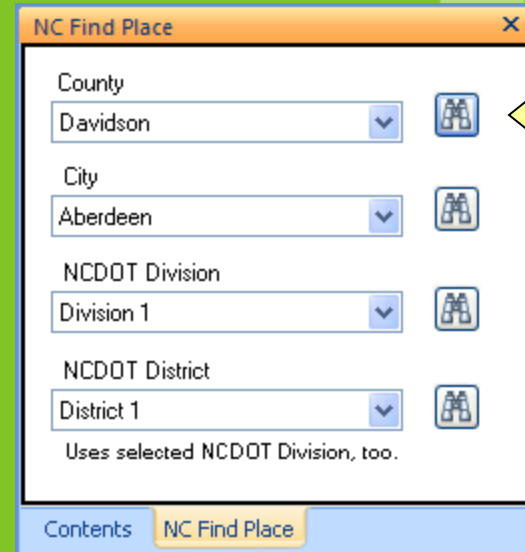 NC Find Place
County
Davidson
City
Aberdeen
NCDOT Division
Division 1
NCDOT District
District 1
Uses selected NCDOT Division, too.
Contents NC Find Place